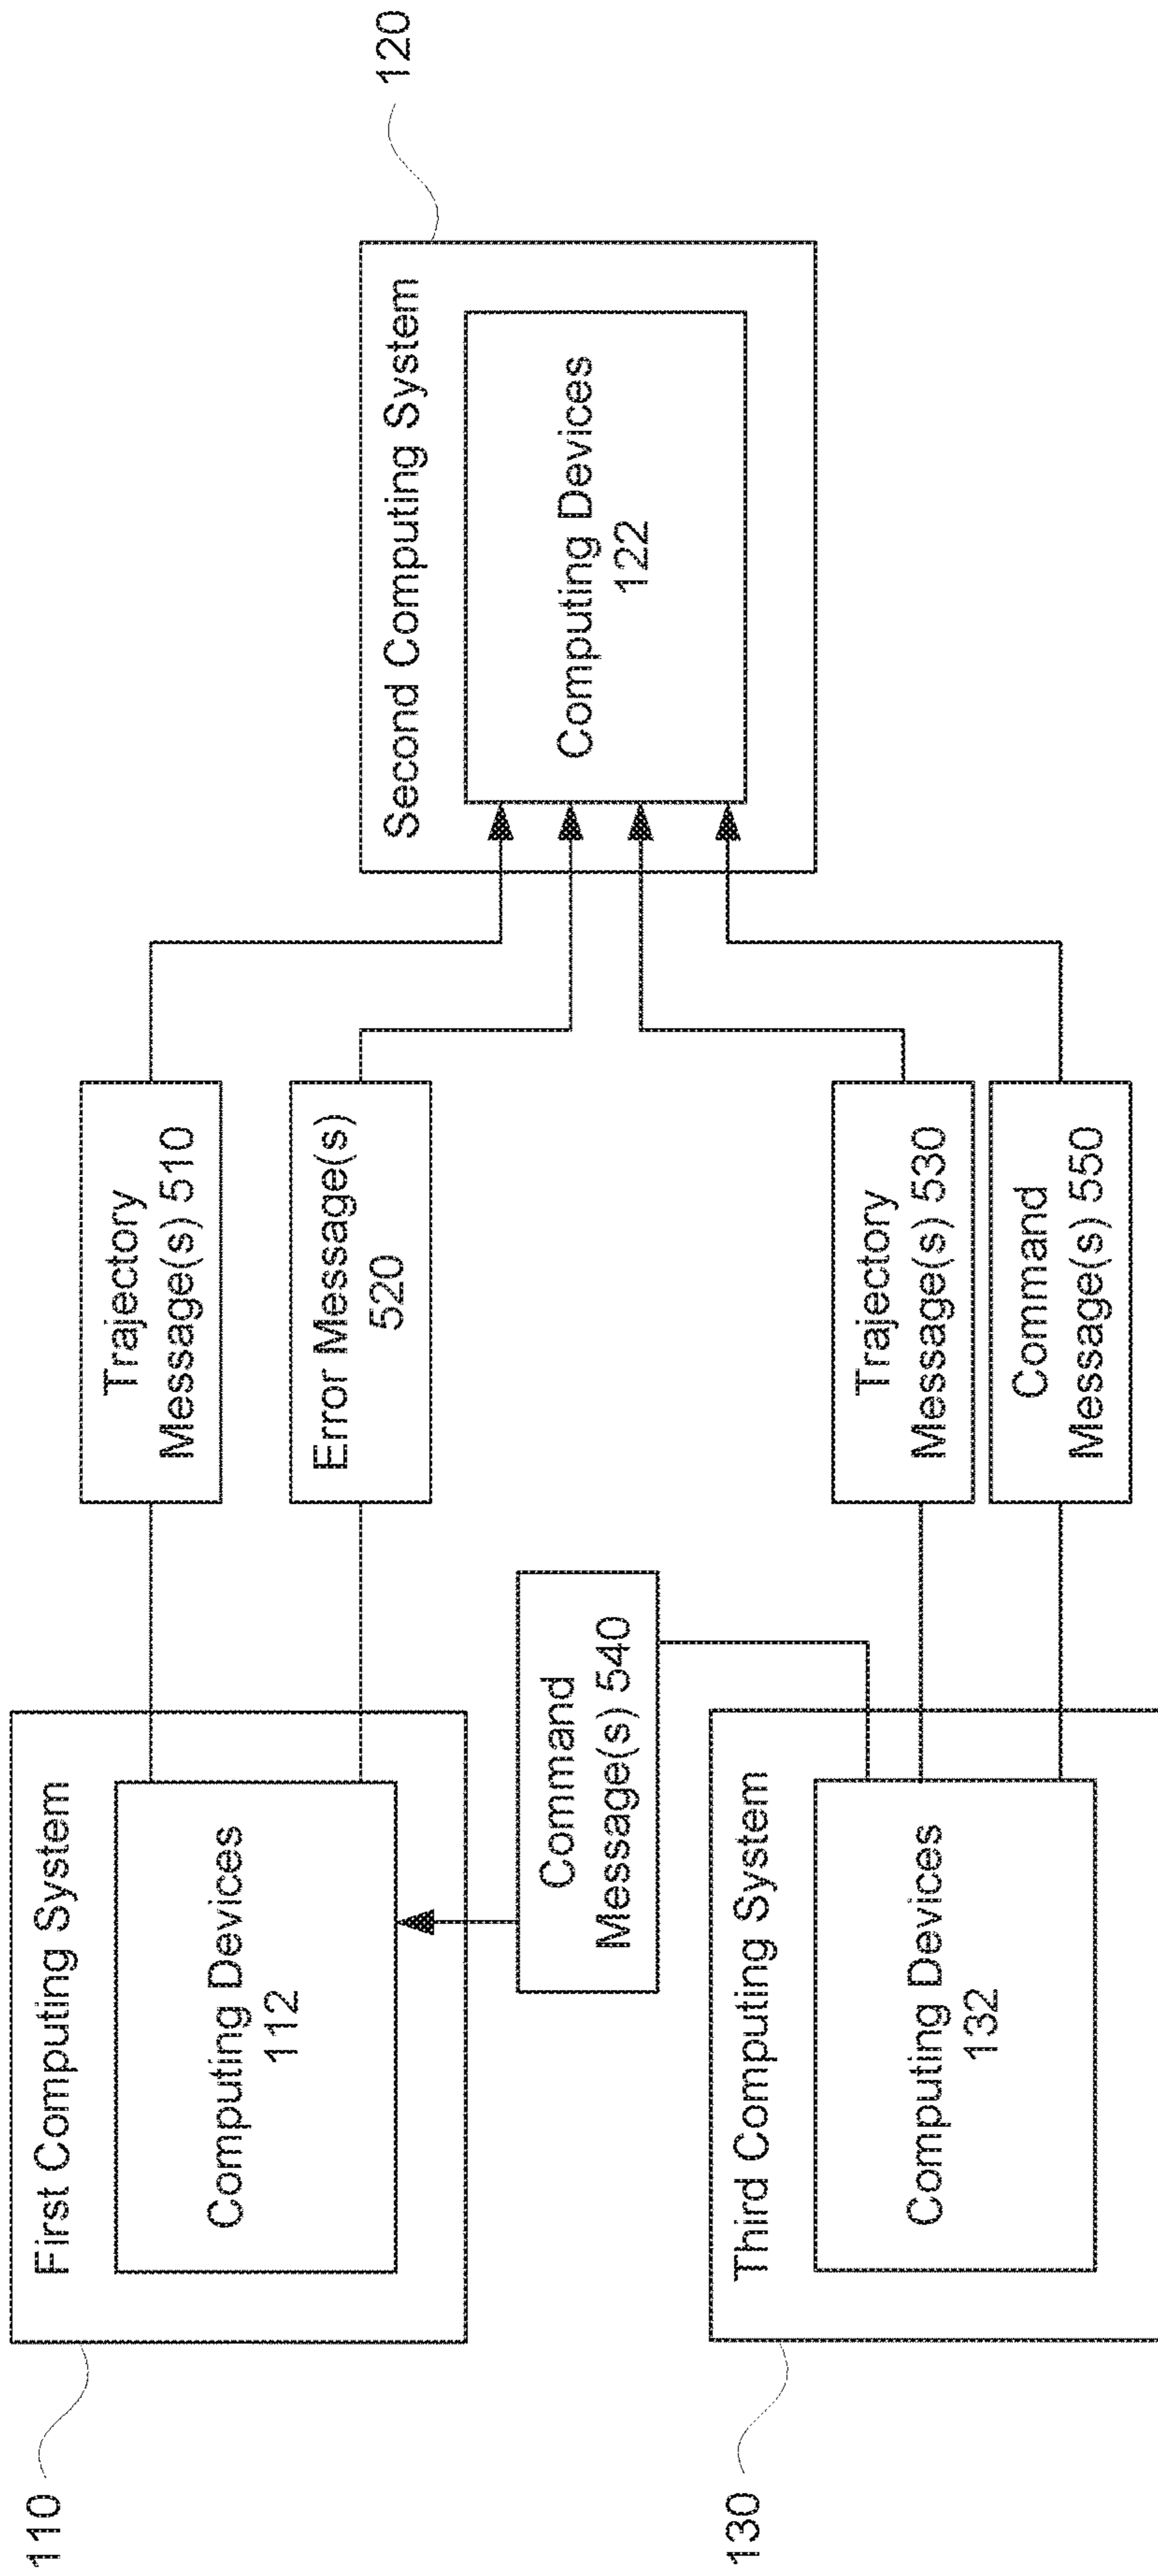 110
First Computing System
Computing Devices
112
Trajectory
Message(s) 510
Error Message(s)
520
120
Second Computing System
Computing Devices
122
Command
Message(s) 540
130
Third Computing System
Computing Devices
132
Trajectory
Message(s) 530
Command
Message(s) 550